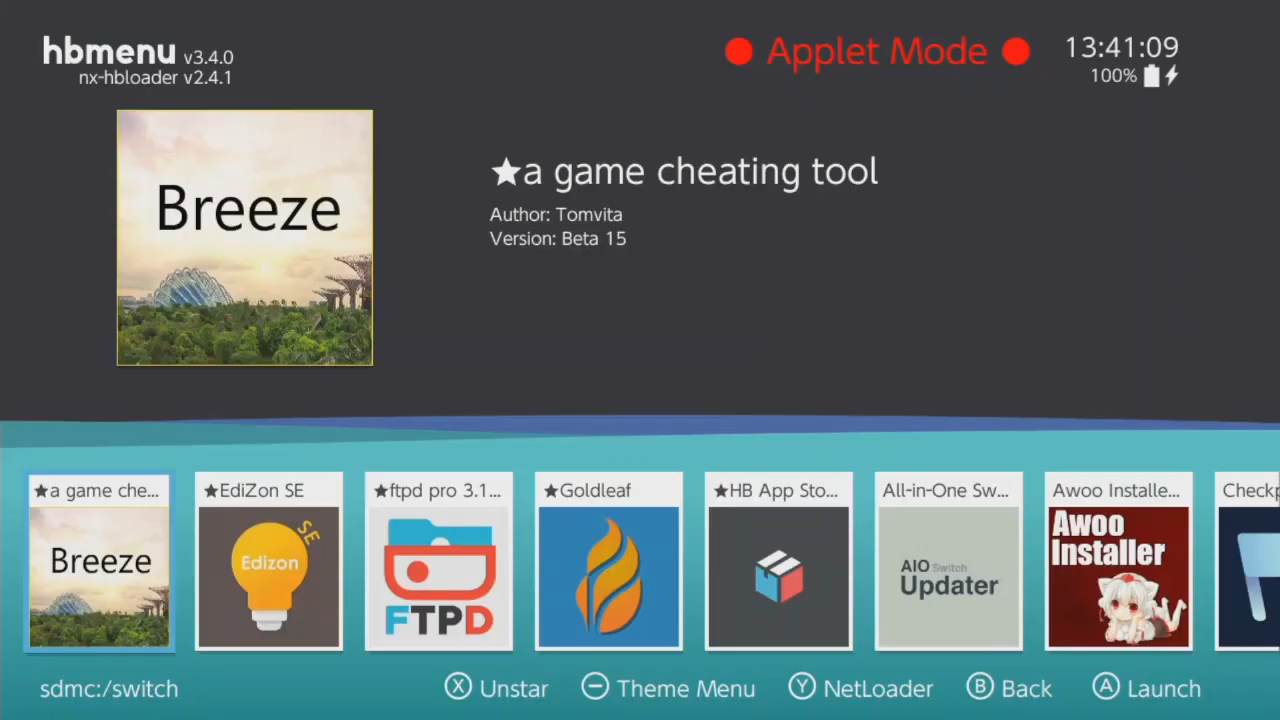 hbmenu v3.4.0
nx-hbloader v2.4.1
Applet Mode
13:41:09
100%
Breeze
★a game cheating tool
Author: Tomvita
Version: Beta 15
★a game che...
★EdiZon SE
★ftpd pro 3.1...
★Goldleaf
★HB App Sto...
All-in-One Sw...
Awoo Installe...
Checkp
Breeze
Edizon
SE
FTPD
AIO Switch
Updater
Awoo
Installer
sdmc:/switch
X Unstar
− Theme Menu
Y NetLoader
B Back
A Launch